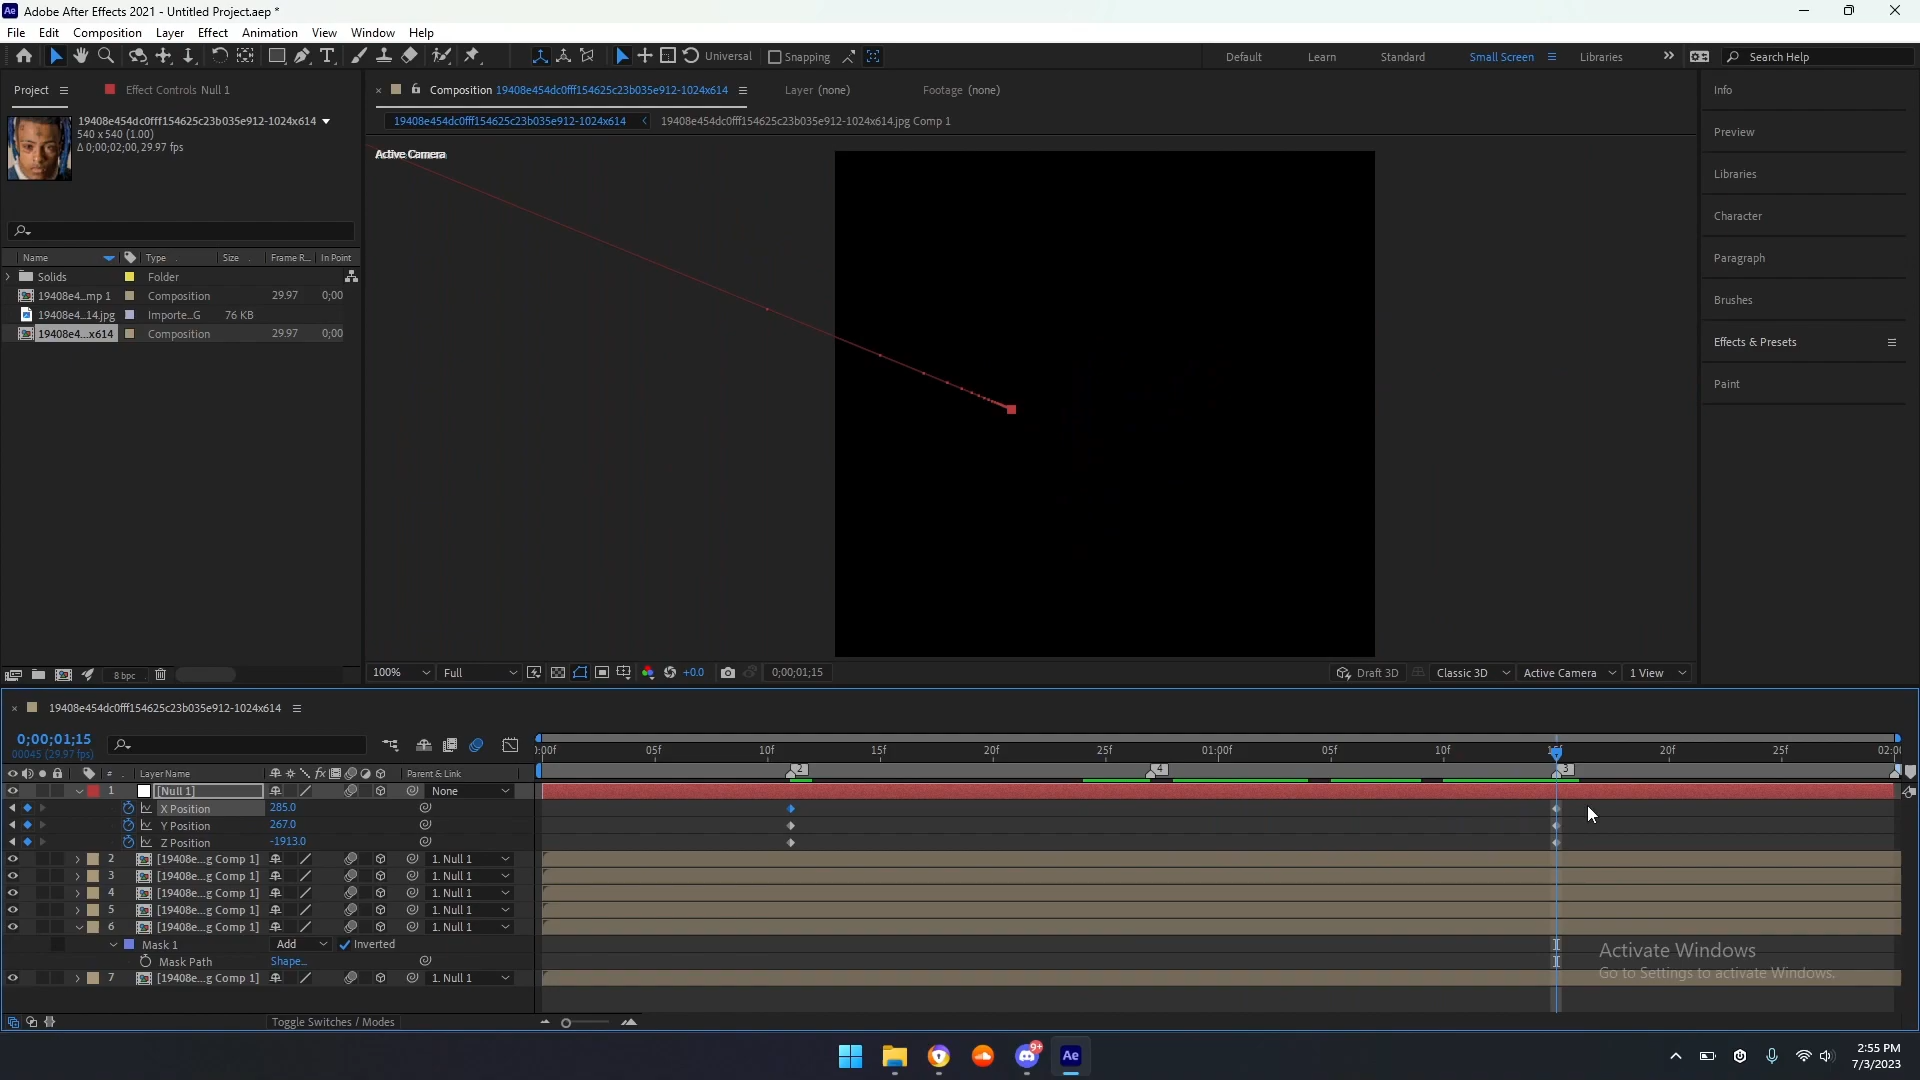 Ae Adobe After Effects 2021 - Untitled Project.aep *
File Edit Composition Layer Effect Animation View Window Help
Universal Snapping Default Learn Standard Small Screen Libraries Search Help
Project Effect Controls Null 1
Composition 19408e454dc0fff154625c23b035e912-1024x614 Layer (none) Footage (none)
19408e454dc0fff154625c23b035e912-1024x614
540 x 540 (1.00)
Δ 0;00;02;00, 29.97 fps
19408e454dc0fff154625c23b035e912-1024x614 19408e454dc0fff154625c23b035e912-1024x614.jpg Comp 1
Active Camera
Name Type Size Frame R... In Point
Solids Folder
19408e4...mp 1 Composition 29.97 0;00
19408e4...14.jpg Importe...G 76 KB
19408e4...x614 Composition 29.97 0;00
Info
Preview
Libraries
Character
Paragraph
Brushes
Effects & Presets
Paint
8 bpc
100% Full +0.0 0;00;01;15 Draft 3D Classic 3D Active Camera 1 View
19408e454dc0fff154625c23b035e912-1024x614
0;00;01;15
00045 (29.97 fps)
):00f 05f 10f 15f 20f 25f 01:00f 05f 10f 15f 20f 25f 02:0(
2 4 3
# Layer Name fx Parent & Link
1 [Null 1] None
X Position 285.0
Y Position 267.0
Z Position -1913.0
2 [19408e...g Comp 1] 1. Null 1
3 [19408e...g Comp 1] 1. Null 1
4 [19408e...g Comp 1] 1. Null 1
5 [19408e...g Comp 1] 1. Null 1
6 [19408e...g Comp 1] 1. Null 1
Mask 1 Add Inverted
Mask Path Shape...
7 [19408e...g Comp 1] 1. Null 1
Activate Windows
Go to Settings to activate Windows.
Toggle Switches / Modes
9+
Ae
2:55 PM
7/3/2023